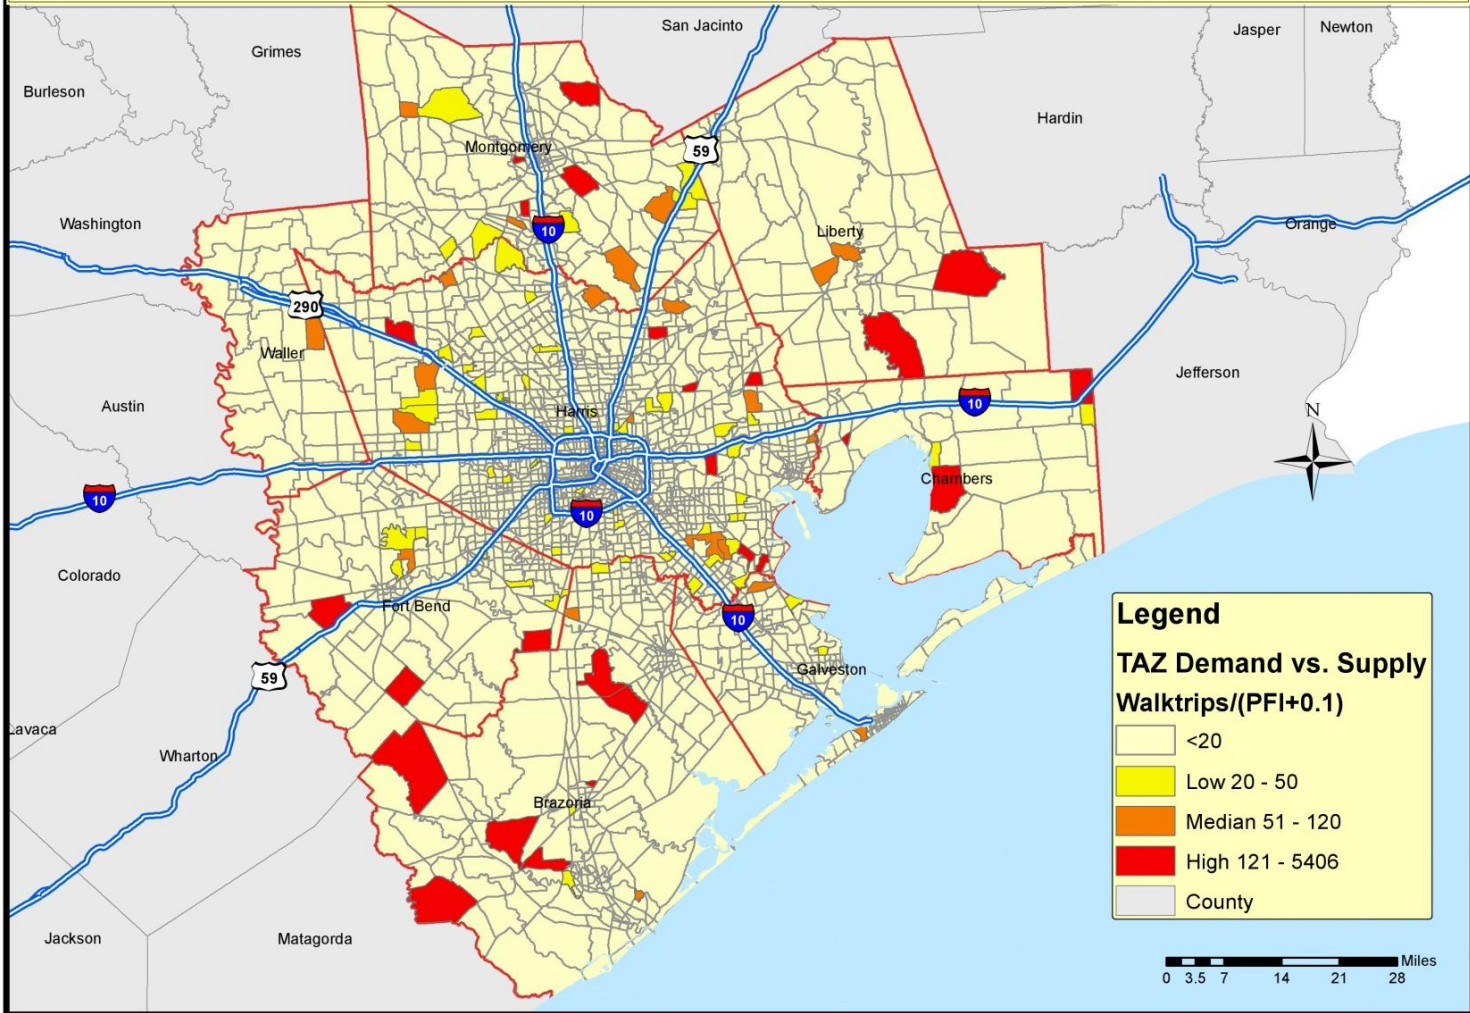 San Jacinto
Jasper
Newton
Grimes
Burleson
Hardin
Montgomery
59
Washington
Orange
Liberty
10
290
Waller
Jefferson
Austin
10
Harris
N
Chambers
10
10
Colorado
Fort Bend
10
59
Galveston
Lavaca
Wharton
Brazoria
Jackson
Matagorda
Legend
TAZ Demand vs. Supply
Walktrips/(PFI+0.1)
<20
Low 20 - 50
Median 51 - 120
High 121 - 5406
County
Miles
0 3.5 7 14 21 28